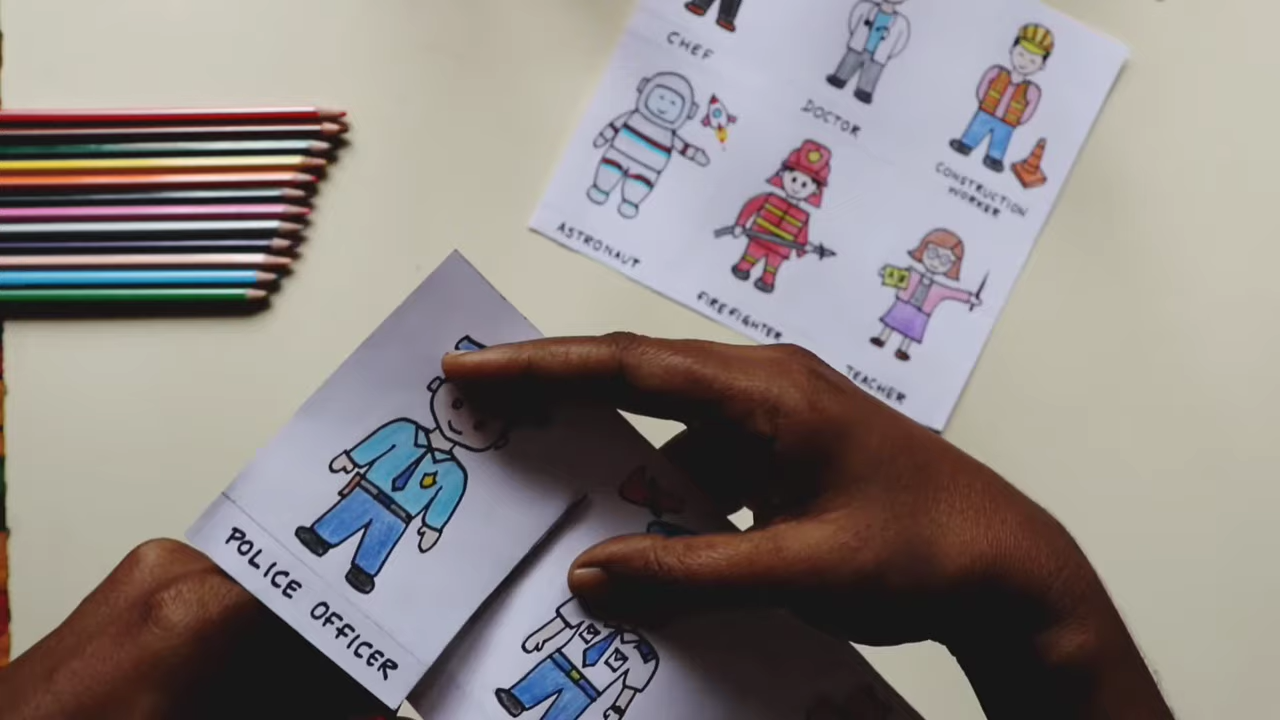 CHEF
DOCTOR
CONSTRUCTION
WORKER
ASTRONAUT
FIREFIGHTER
TEACHER
POLICE OFFICER